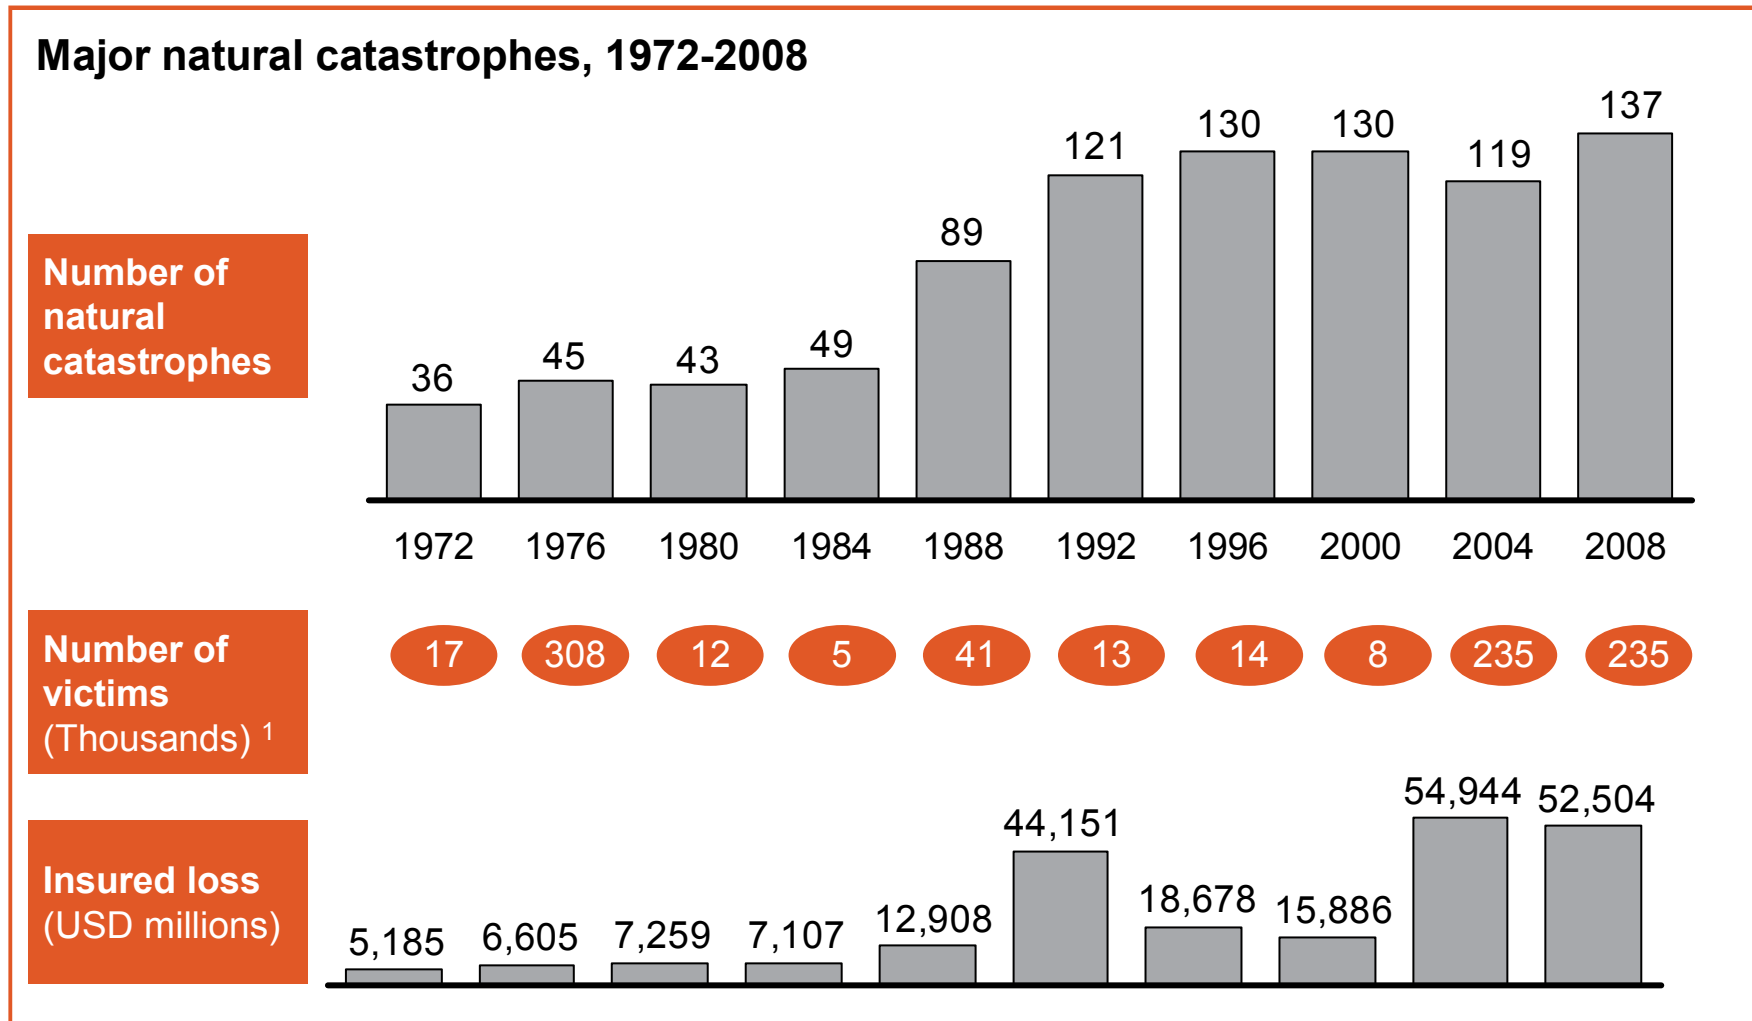 Major natural catastrophes, 1972-2008
Number of
natural
catastrophes
36 45 43 49 89 121 130 130 119 137
1972 1976 1980 1984 1988 1992 1996 2000 2004 2008
Number of
victims
(Thousands) 1
17 308 12 5 41 13 14 8 235 235
Insured loss
(USD millions)
5,185 6,605 7,259 7,107 12,908 44,151 18,678 15,886 54,944 52,504